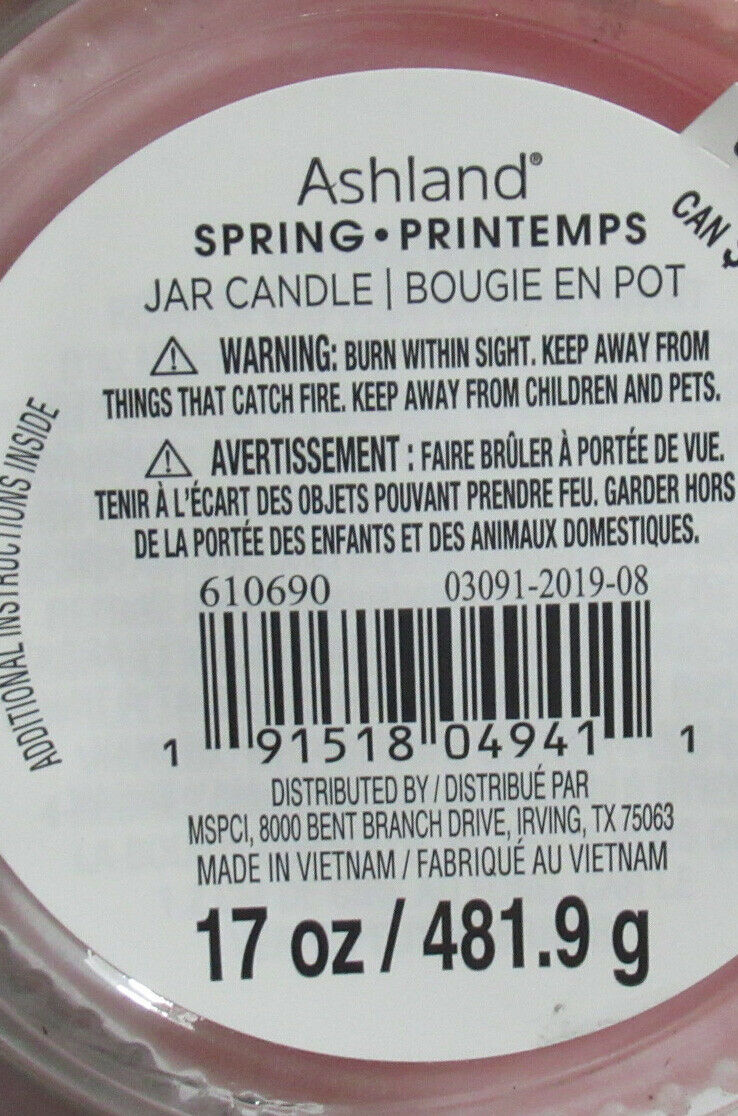 Ashland®
SPRING • PRINTEMPS
JAR CANDLE | BOUGIE EN POT
⚠ WARNING: BURN WITHIN SIGHT. KEEP AWAY FROM
THINGS THAT CATCH FIRE. KEEP AWAY FROM CHILDREN AND PETS.
⚠ AVERTISSEMENT : FAIRE BRÛLER À PORTÉE DE VUE.
TENIR À L'ÉCART DES OBJETS POUVANT PRENDRE FEU. GARDER HORS
DE LA PORTÉE DES ENFANTS ET DES ANIMAUX DOMESTIQUES.
610690 03091-2019-08
1 91518 04941 1
DISTRIBUTED BY / DISTRIBUÉ PAR
MSPCI, 8000 BENT BRANCH DRIVE, IRVING, TX 75063
MADE IN VIETNAM / FABRIQUÉ AU VIETNAM
17 oz / 481.9 g
ADDITIONAL INSTRUCTIONS INSIDE
CAN